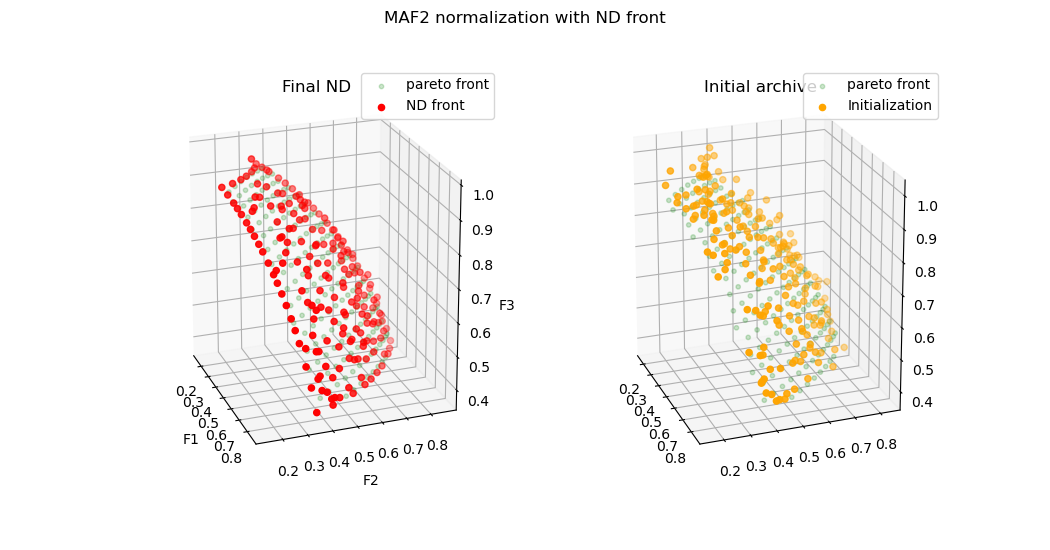 MAF2 normalization with ND front
Final ND
pareto front
ND front
1.0
0.9
0.8
0.7
0.6
0.5
0.4
F3
0.2
0.3
0.4
0.5
0.6
0.7
0.8
F1
0.2 0.3 0.4 0.5 0.6 0.7 0.8
F2
Initial archive
pareto front
Initialization
1.0
0.9
0.8
0.7
0.6
0.5
0.4
0.2
0.3
0.4
0.5
0.6
0.7
0.8
0.2 0.3 0.4 0.5 0.6 0.7 0.8